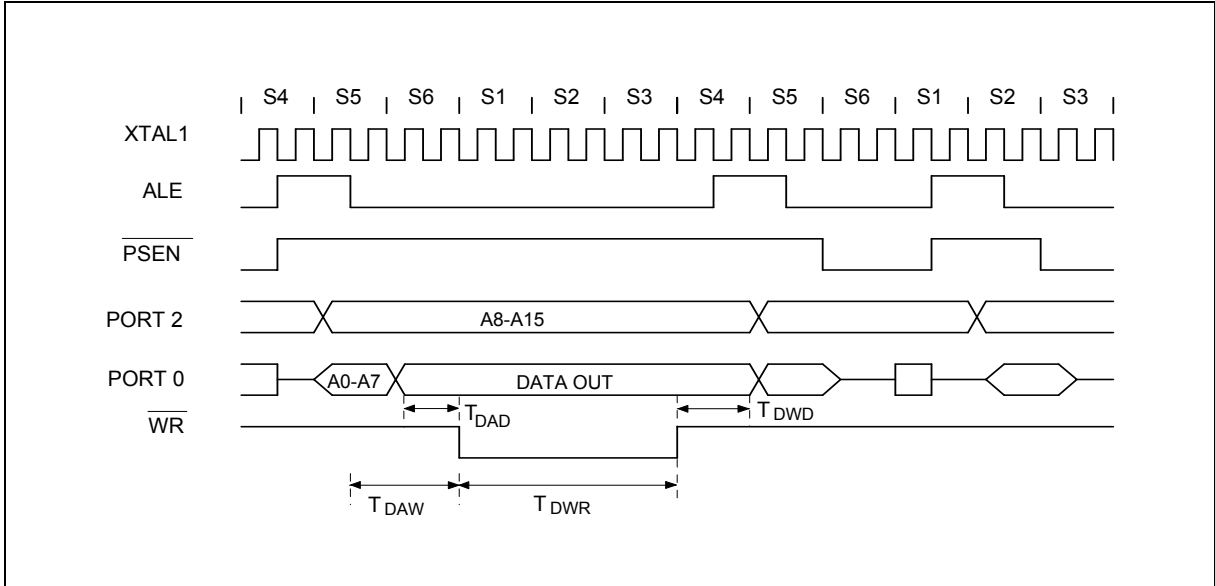 S4 S5 S6 S1 S2 S3 S4 S5 S6 S1 S2 S3
XTAL1
ALE
PSEN
PORT 2 A8-A15
PORT 0 A0-A7 DATA OUT
WR TDAD TDWD
TDAW TDWR